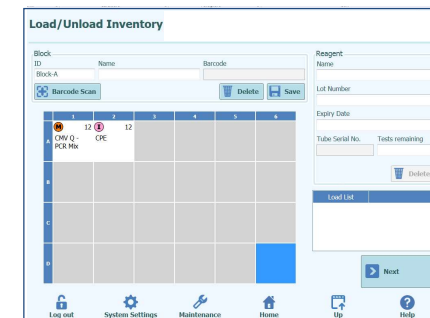 Load/Unload Inventory
Block
ID Name Barcode
Block-A
Barcode Scan Delete Save
Reagent
Name
Lot Number
Expiry Date
Tube Serial No. Tests remaining
Delete
1 2 3 4 5 6
A
M 12 I 12
CMV Q - CPE
PCR Mix
B
C
D
Load List
Next
Log out System Settings Maintenance Home Up Help